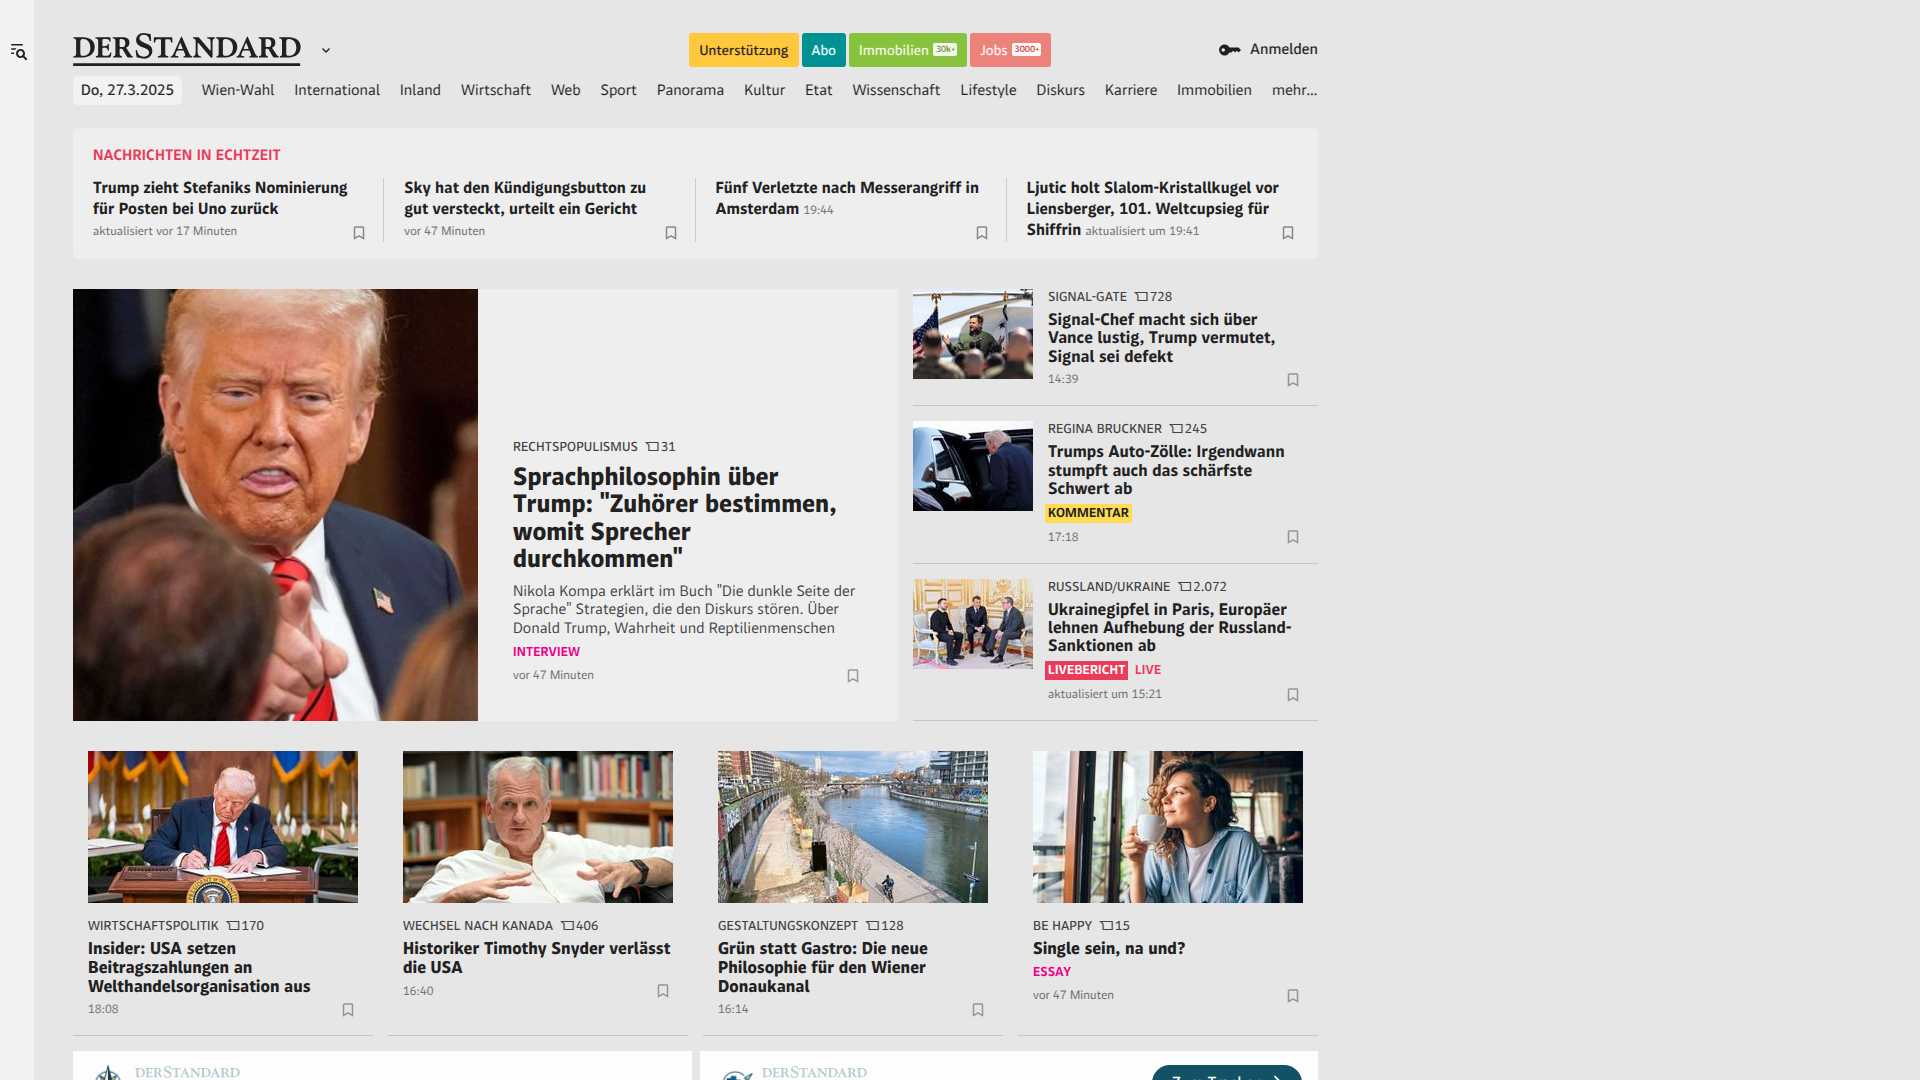 DERSTANDARD
Unterstützung
Abo
Immobilien 30k+
Jobs 3000+
Anmelden
Do, 27.3.2025
Wien-Wahl
International
Inland
Wirtschaft
Web
Sport
Panorama
Kultur
Etat
Wissenschaft
Lifestyle
Diskurs
Karriere
Immobilien
mehr...
NACHRICHTEN IN ECHTZEIT
Trump zieht Stefaniks Nominierung
für Posten bei Uno zurück
aktualisiert vor 17 Minuten
Sky hat den Kündigungsbutton zu
gut versteckt, urteilt ein Gericht
vor 47 Minuten
Fünf Verletzte nach Messerangriff in
Amsterdam 19:44
Ljutic holt Slalom-Kristallkugel vor
Liensberger, 101. Weltcupsieg für
Shiffrin aktualisiert um 19:41
RECHTSPOPULISMUS 31
Sprachphilosophin über
Trump: "Zuhörer bestimmen,
womit Sprecher
durchkommen"
Nikola Kompa erklärt im Buch "Die dunkle Seite der
Sprache" Strategien, die den Diskurs stören. Über
Donald Trump, Wahrheit und Reptilienmenschen
INTERVIEW
vor 47 Minuten
SIGNAL-GATE 728
Signal-Chef macht sich über
Vance lustig, Trump vermutet,
Signal sei defekt
14:39
REGINA BRUCKNER 245
Trumps Auto-Zölle: Irgendwann
stumpft auch das schärfste
Schwert ab
KOMMENTAR
17:18
RUSSLAND/UKRAINE 2.072
Ukrainegipfel in Paris, Europäer
lehnen Aufhebung der Russland-
Sanktionen ab
LIVEBERICHT LIVE
aktualisiert um 15:21
WIRTSCHAFTSPOLITIK 170
Insider: USA setzen
Beitragszahlungen an
Welthandelsorganisation aus
18:08
WECHSEL NACH KANADA 406
Historiker Timothy Snyder verlässt
die USA
16:40
GESTALTUNGSKONZEPT 128
Grün statt Gastro: Die neue
Philosophie für den Wiener
Donaukanal
16:14
BE HAPPY 15
Single sein, na und?
ESSAY
vor 47 Minuten
DERSTANDARD
DERSTANDARD